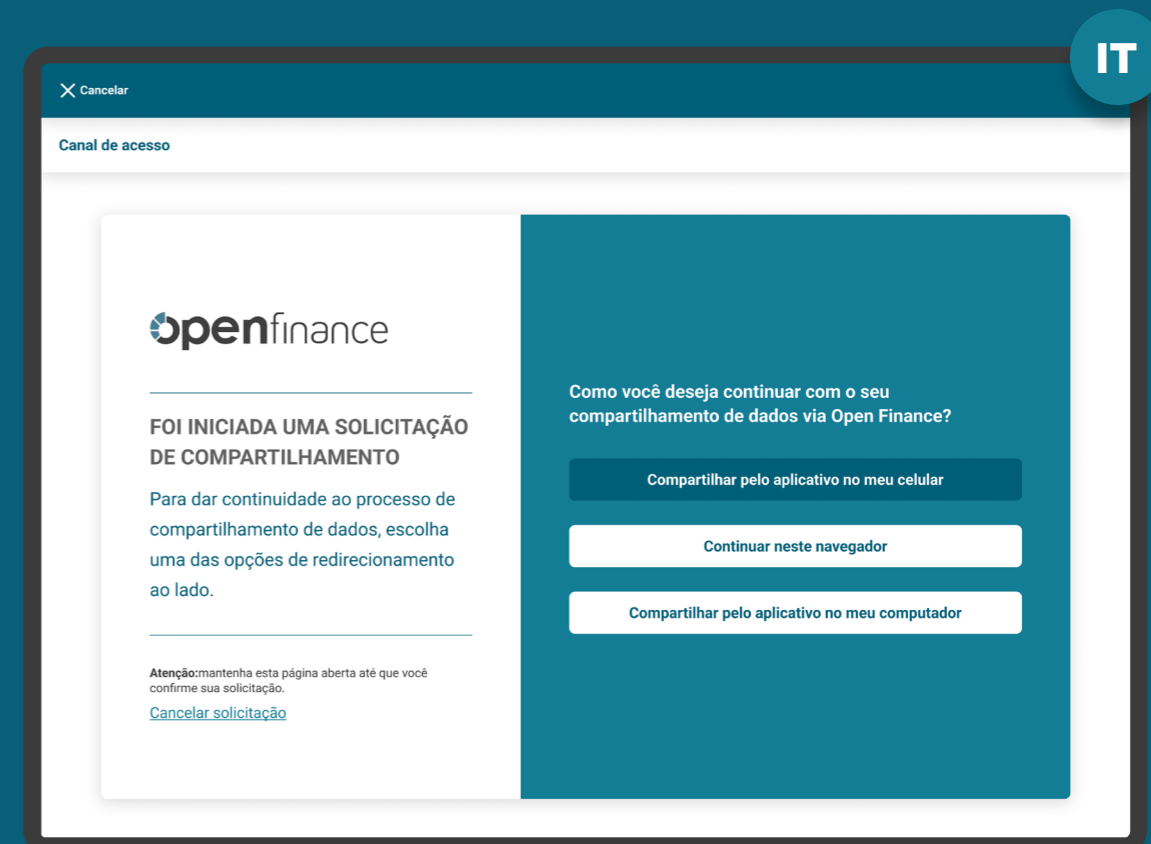 IT
Cancelar
Canal de acesso
openfinance
FOI INICIADA UMA SOLICITAÇÃO
DE COMPARTILHAMENTO
Para dar continuidade ao processo de
compartilhamento de dados, escolha
uma das opções de redirecionamento
ao lado.
Atenção:mantenha esta página aberta até que você
confirme sua solicitação.
Cancelar solicitação
Como você deseja continuar com o seu
compartilhamento de dados via Open Finance?
Compartilhar pelo aplicativo no meu celular
Continuar neste navegador
Compartilhar pelo aplicativo no meu computador